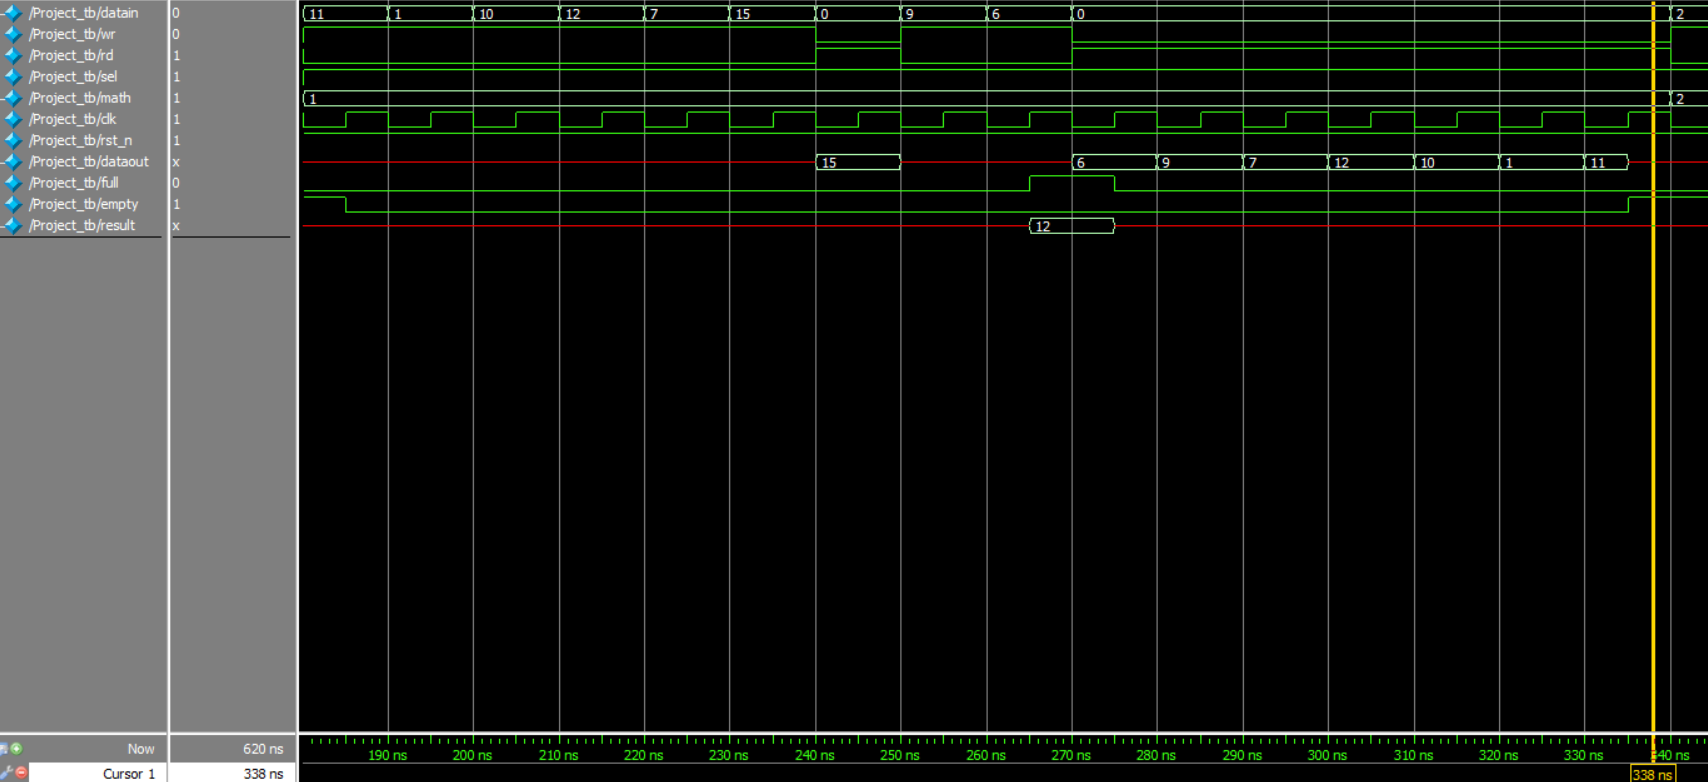 /Project_tb/datain 0 11 1 10 12 7 15 0 9 6 0 2
/Project_tb/wr 0
/Project_tb/rd 1
/Project_tb/sel 1
/Project_tb/math 1 1 2
/Project_tb/clk 1
/Project_tb/rst_n 1
/Project_tb/dataout x 15 6 9 7 12 10 1 11
/Project_tb/full 0
/Project_tb/empty 1
/Project_tb/result x 12
Now 620 ns 190 ns 200 ns 210 ns 220 ns 230 ns 240 ns 250 ns 260 ns 270 ns 280 ns 290 ns 300 ns 310 ns 320 ns 330 ns 40 ns
Cursor 1 338 ns 338 ns